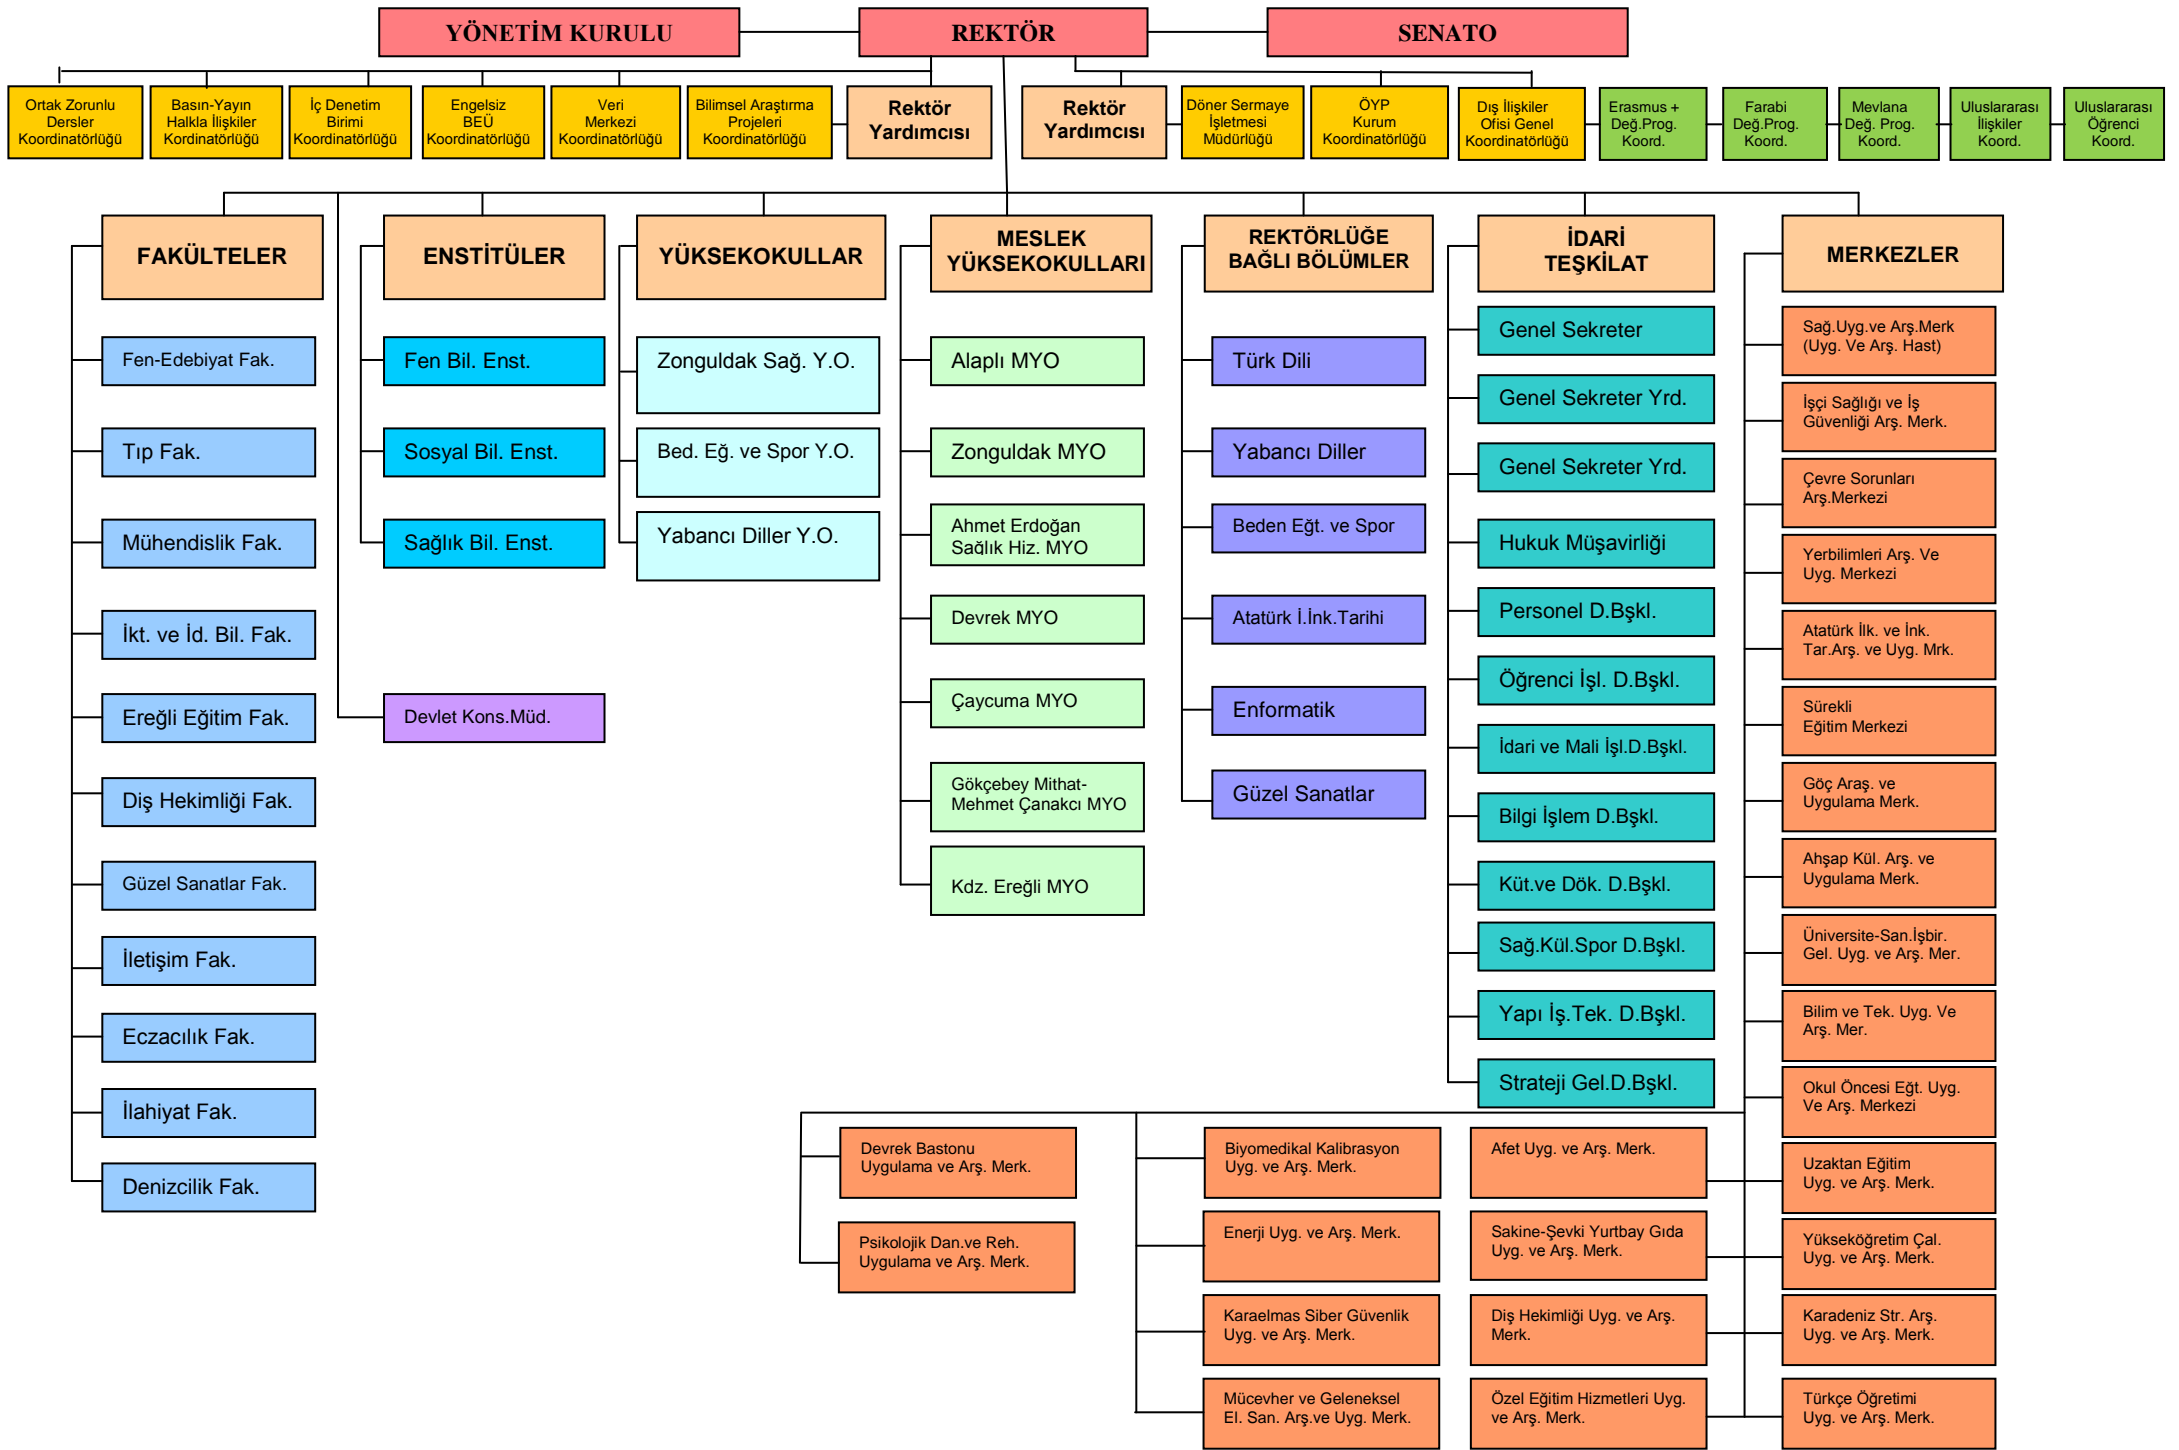 YÖNETİM KURULU
REKTÖR
SENATO
Ortak Zorunlu
Dersler
Koordinatörlüğü
Basın-Yayın
Halkla İlişkiler
Kordinatörlüğü
İç Denetim
Birimi
Koordinatörlüğü
Engelsiz
BEÜ
Koordinatörlüğü
Veri
Merkezi
Koordinatörlüğü
Bilimsel Araştırma
Projeleri
Koordinatörlüğü
Rektör
Yardımcısı
Rektör
Yardımcısı
Döner Sermaye
İşletmesi
Müdürlüğü
ÖYP
Kurum
Koordinatörlüğü
Dış İlişkiler
Ofisi Genel
Koordinatörlüğü
Erasmus +
Değ.Prog.
Koord.
Farabi
Değ.Prog.
Koord.
Mevlana
Değ. Prog.
Koord.
Uluslararası
İlişkiler
Koord.
Uluslararası
Öğrenci
Koord.
FAKÜLTELER
Fen-Edebiyat Fak.
Tıp Fak.
Mühendislik Fak.
İkt. ve İd. Bil. Fak.
Ereğli Eğitim Fak.
Diş Hekimliği Fak.
Güzel Sanatlar Fak.
İletişim Fak.
Eczacılık Fak.
İlahiyat Fak.
Denizcilik Fak.
ENSTİTÜLER
Fen Bil. Enst.
Sosyal Bil. Enst.
Sağlık Bil. Enst.
Devlet Kons.Müd.
YÜKSEKOKULLAR
Zonguldak Sağ. Y.O.
Bed. Eğ. ve Spor Y.O.
Yabancı Diller Y.O.
MESLEK
YÜKSEKOKULLARI
Alaplı MYO
Zonguldak MYO
Ahmet Erdoğan
Sağlık Hiz. MYO
Devrek MYO
Çaycuma MYO
Gökçebey Mithat-
Mehmet Çanakcı MYO
Kdz. Ereğli MYO
REKTÖRLÜĞE
BAĞLI BÖLÜMLER
Türk Dili
Yabancı Diller
Beden Eğt. ve Spor
Atatürk İ.İnk.Tarihi
Enformatik
Güzel Sanatlar
İDARİ
TEŞKİLAT
Genel Sekreter
Genel Sekreter Yrd.
Genel Sekreter Yrd.
Hukuk Müşavirliği
Personel D.Bşkl.
Öğrenci İşl. D.Bşkl.
İdari ve Mali İşl.D.Bşkl.
Bilgi İşlem D.Bşkl.
Küt.ve Dök. D.Bşkl.
Sağ.Kül.Spor D.Bşkl.
Yapı İş.Tek. D.Bşkl.
Strateji Gel.D.Bşkl.
MERKEZLER
Sağ.Uyg.ve Arş.Merk
(Uyg. Ve Arş. Hast)
İşçi Sağlığı ve İş
Güvenliği Arş. Merk.
Çevre Sorunları
Arş.Merkezi
Yerbilimleri Arş. Ve
Uyg. Merkezi
Atatürk İlk. ve İnk.
Tar.Arş. ve Uyg. Mrk.
Sürekli
Eğitim Merkezi
Göç Araş. ve
Uygulama Merk.
Ahşap Kül. Arş. ve
Uygulama Merk.
Üniversite-San.İşbir.
Gel. Uyg. ve Arş. Mer.
Bilim ve Tek. Uyg. Ve
Arş. Mer.
Okul Öncesi Eğt. Uyg.
Ve Arş. Merkezi
Uzaktan Eğitim
Uyg. ve Arş. Merk.
Yükseköğretim Çal.
Uyg. ve Arş. Merk.
Karadeniz Str. Arş.
Uyg. ve Arş. Merk.
Türkçe Öğretimi
Uyg. ve Arş. Merk.
Devrek Bastonu
Uygulama ve Arş. Merk.
Psikolojik Dan.ve Reh.
Uygulama ve Arş. Merk.
Biyomedikal Kalibrasyon
Uyg. ve Arş. Merk.
Enerji Uyg. ve Arş. Merk.
Karaelmas Siber Güvenlik
Uyg. ve Arş. Merk.
Mücevher ve Geleneksel
El. San. Arş.ve Uyg. Merk.
Afet Uyg. ve Arş. Merk.
Sakine-Şevki Yurtbay Gıda
Uyg. ve Arş. Merk.
Diş Hekimliği Uyg. ve Arş.
Merk.
Özel Eğitim Hizmetleri Uyg.
ve Arş. Merk.